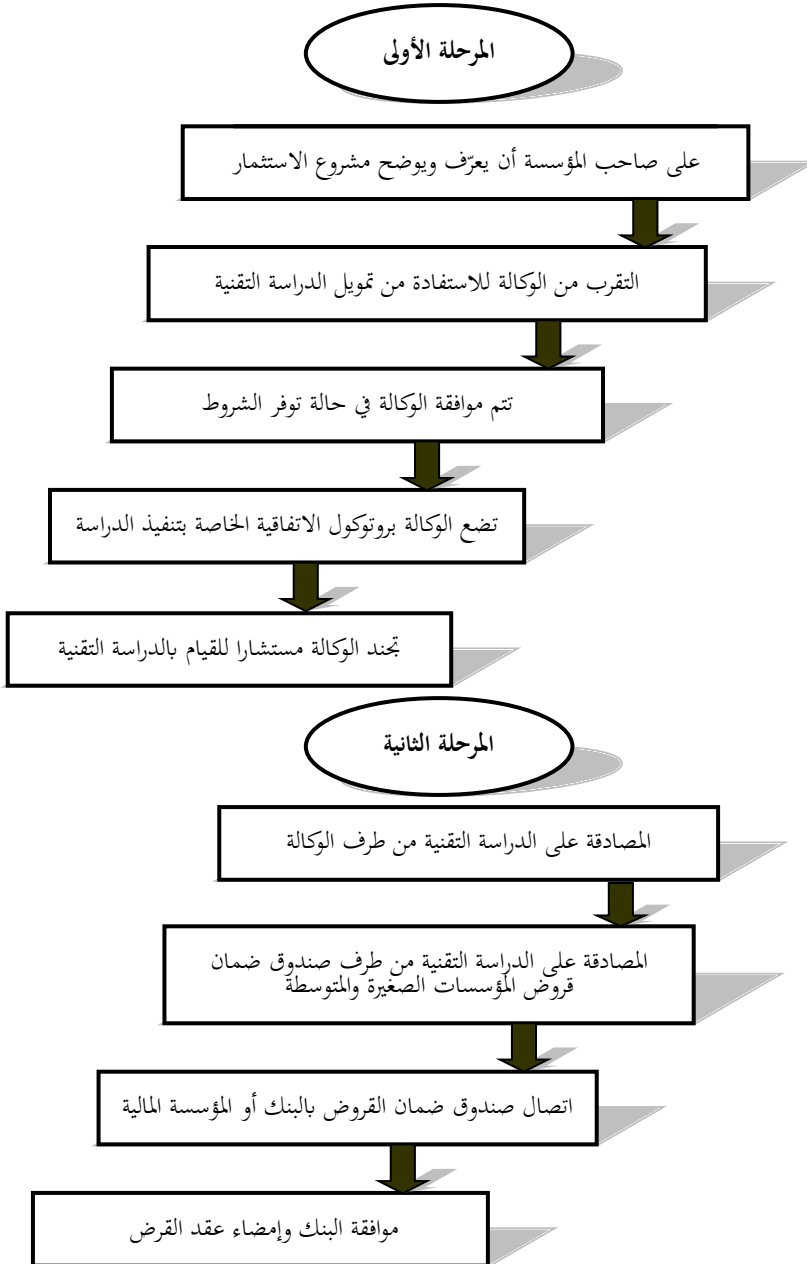 المرحلة الأولى
على صاحب المؤسسة أن يعرّف ويوضح مشروع الاستثمار
التقرب من الوكالة للاستفادة من تمويل الدراسة التقنية
تتم موافقة الوكالة في حالة توفر الشروط
تضع الوكالة بروتوكول الاتفاقية الخاصة بتنفيذ الدراسة
تجند الوكالة مستشارا للقيام بالدراسة التقنية
المرحلة الثانية
المصادقة على الدراسة التقنية من طرف الوكالة
المصادقة على الدراسة التقنية من طرف صندوق ضمان
قروض المؤسسات الصغيرة والمتوسطة
اتصال صندوق ضمان القروض بالبنك أو المؤسسة المالية
موافقة البنك وإمضاء عقد القرض